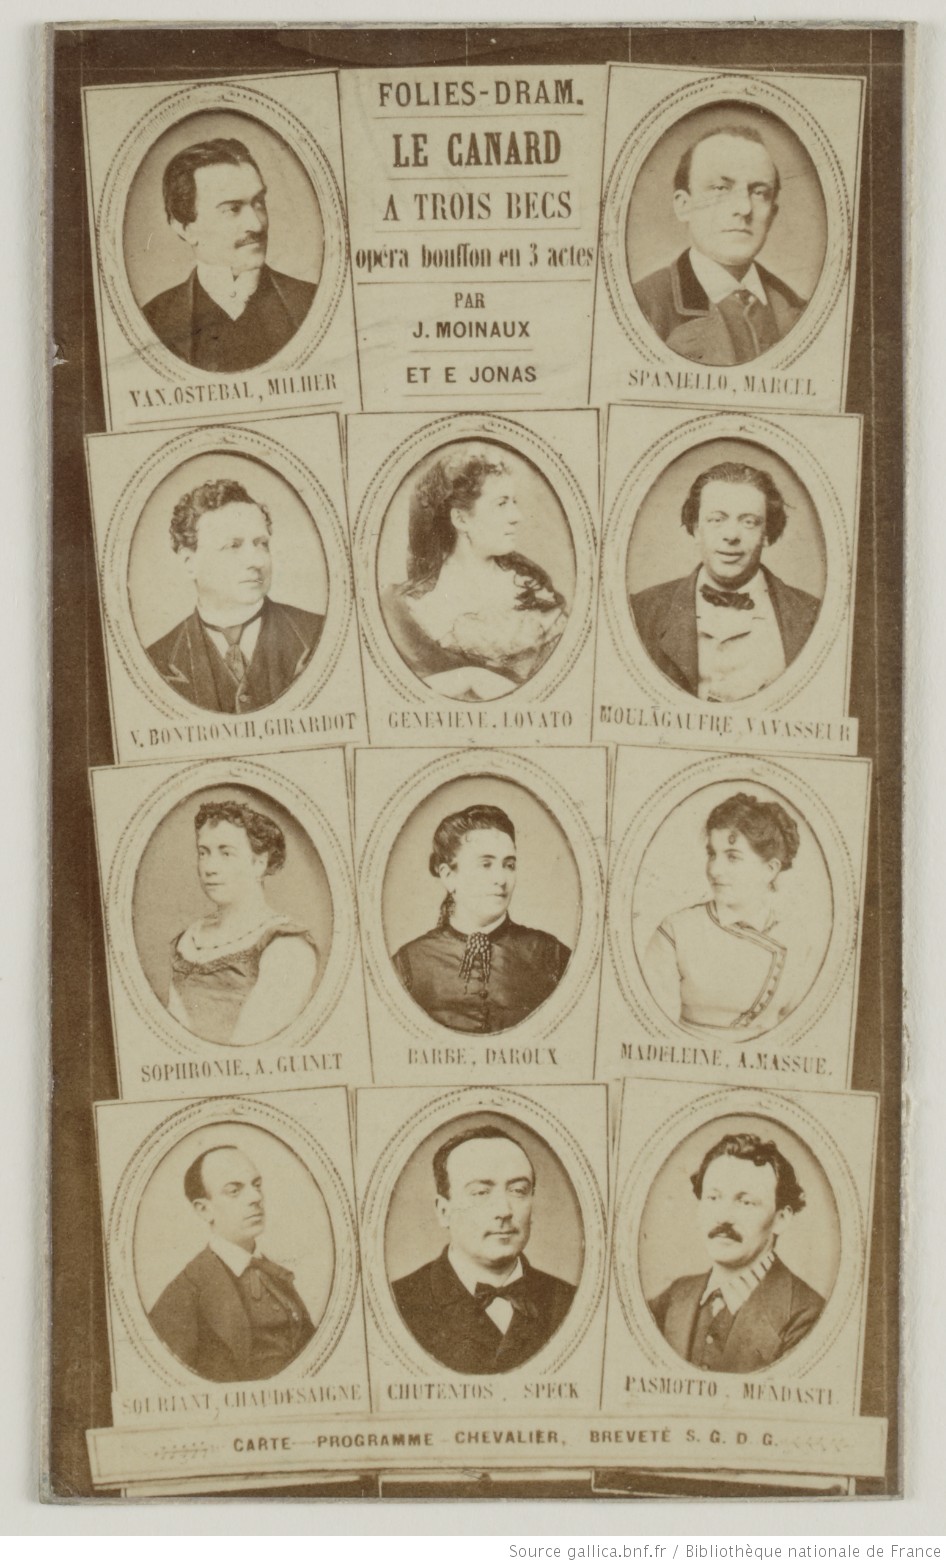 FOLIES-DRAM.
LE CANARD
A TROIS BECS
opéra bouffon en 3 actes
PAR
J. MOINAUX
ET E JONAS
VAN.OSTEBAL, MILHER
SPANIELLO, MARCEL
V. BONTRONCH, GIRARDOT
GENEVIEVE. LOVATO
MOULAGAUFRE VAVASSEUR
SOPHRONIE, A. GUINET
BARBE, DAROUX
MADELEINE, A. MASSUE.
SOURIANT, CHAUDESAIGNE
CHUTENTOS, SPECK
PASMOTTO, MENDASTI
CARTE-PROGRAMME CHEVALIER, BREVETÉ S. G. D. G.
Source gallica.bnf.fr / Bibliothèque nationale de France